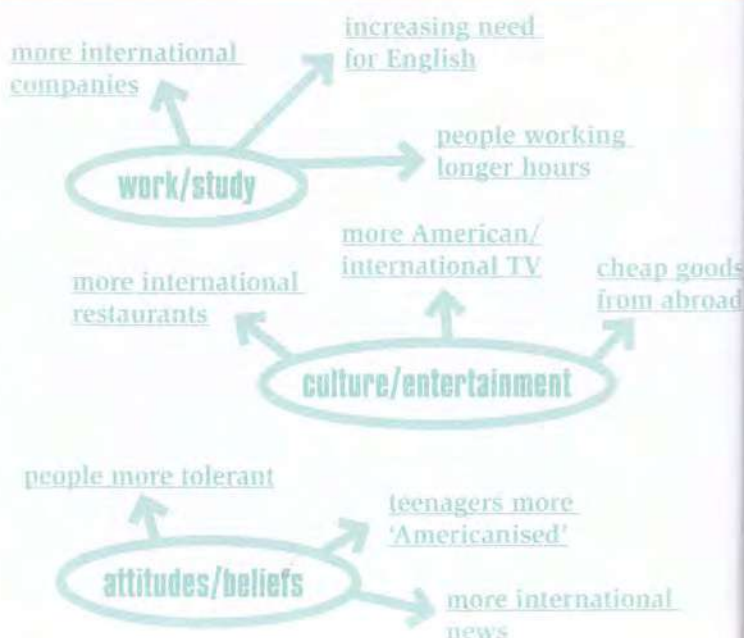 increasing need
for English
more international
companies
people working
longer hours
work/study
more American/
international TV
cheap goods
from abroad
more international
restaurants
culture/entertainment
people more tolerant
teenagers more
'Americanised'
attitudes/beliefs
more international
news